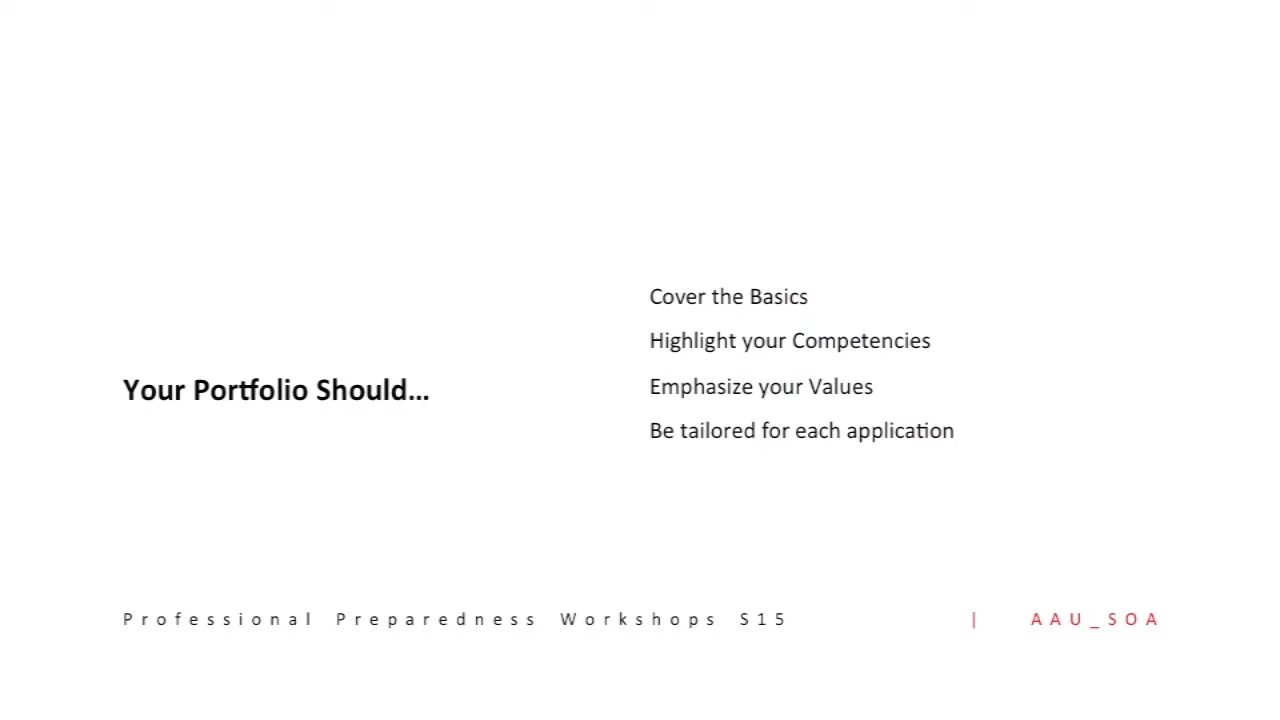 Your Portfolio Should...
Cover the Basics
Highlight your Competencies
Emphasize your Values
Be tailored for each application
Professional Preparedness Workshops S15 | AAU_SOA